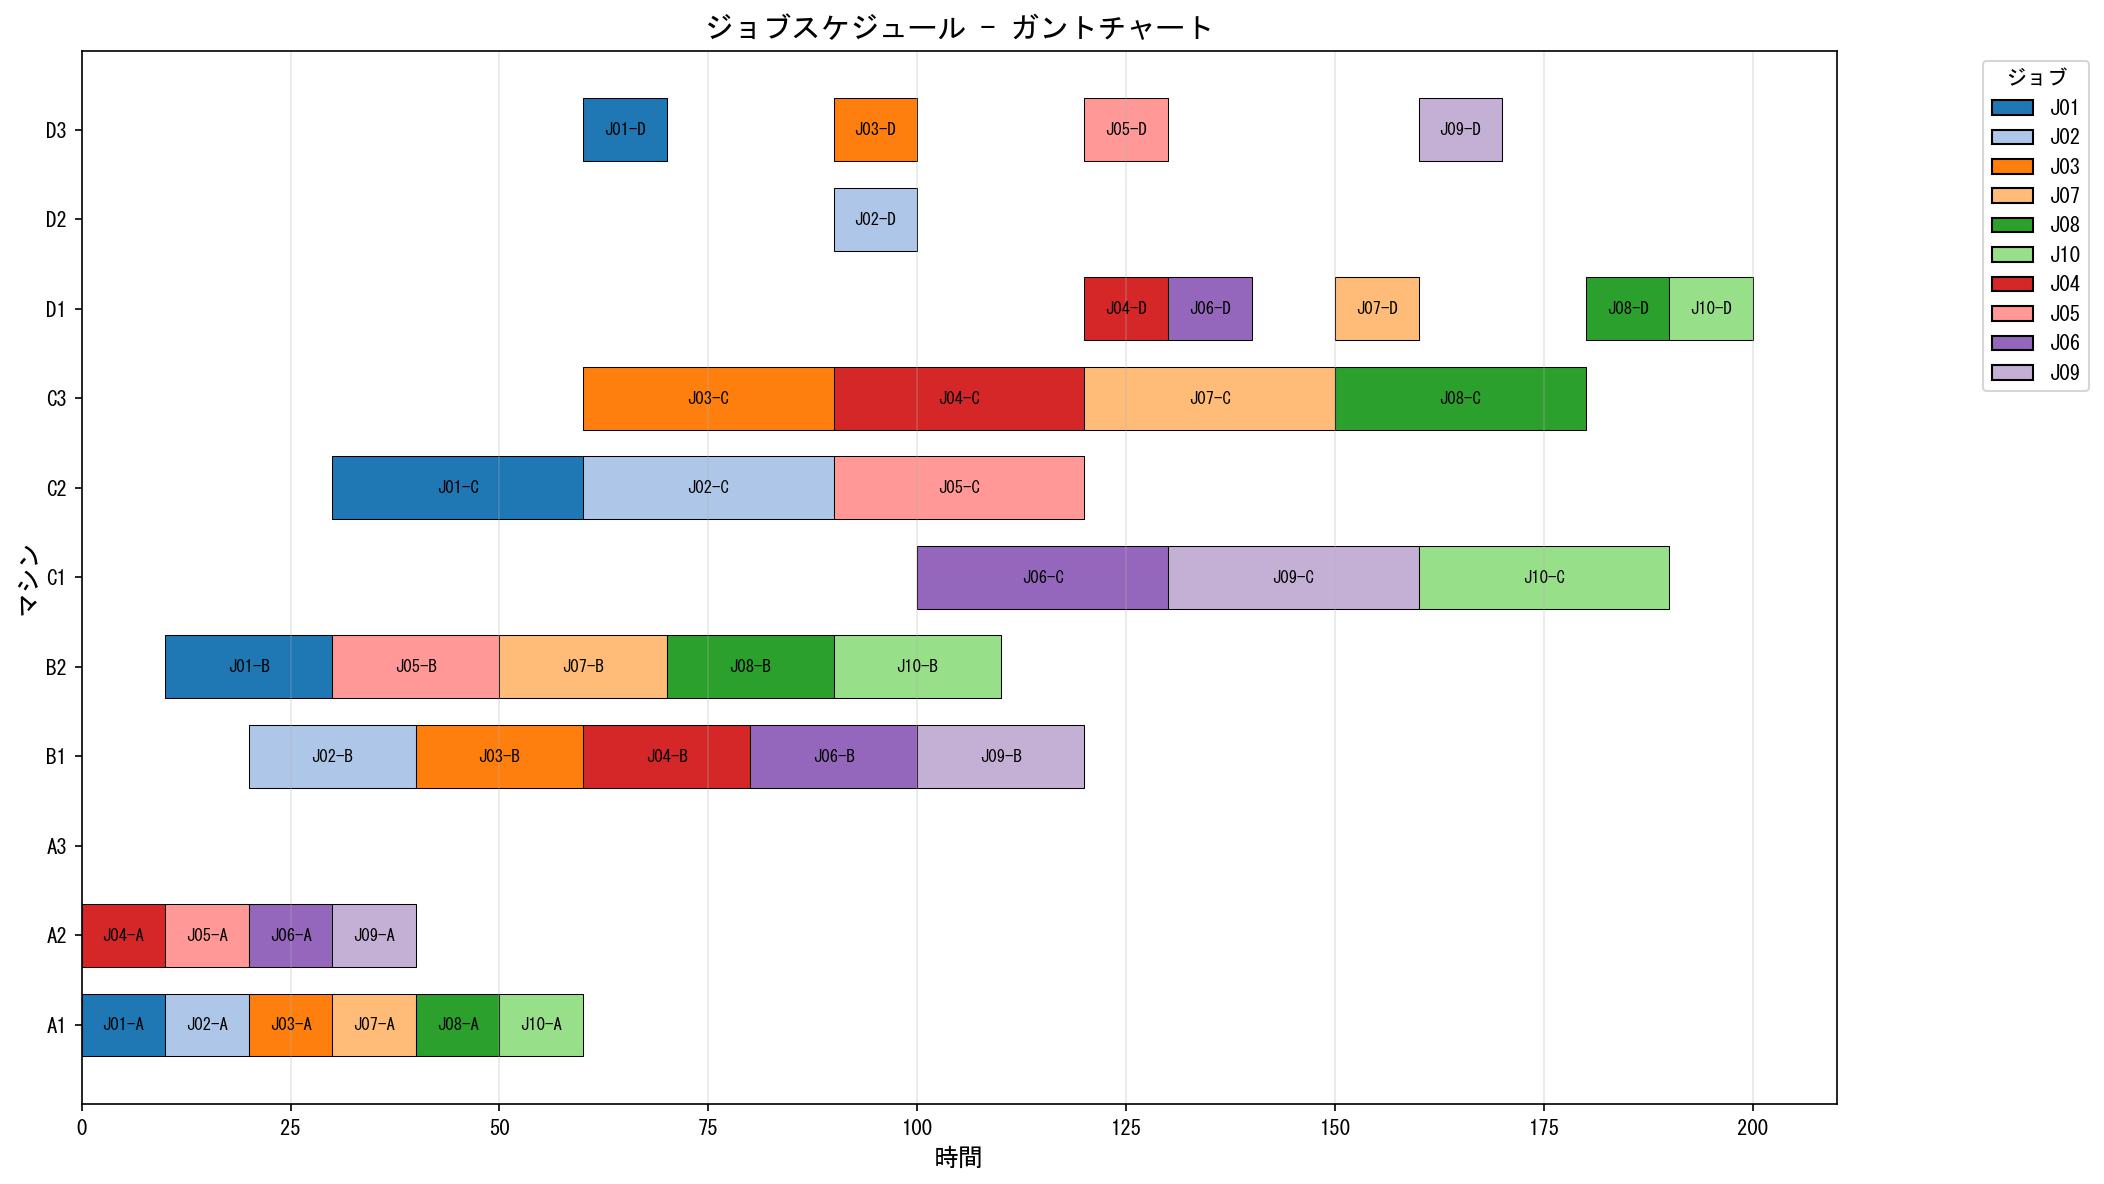 ジョブスケジュール - ガントチャート
ジョブ
J01
J02
J03
J07
J08
J10
J04
J05
J06
J09
マシン
D3 J01-D J03-D J05-D J09-D
D2 J02-D
D1 J04-D J06-D J07-D J08-D J10-D
C3 J03-C J04-C J07-C J08-C
C2 J01-C J02-C J05-C
C1 J06-C J09-C J10-C
B2 J01-B J05-B J07-B J08-B J10-B
B1 J02-B J03-B J04-B J06-B J09-B
A3
A2 J04-A J05-A J06-A J09-A
A1 J01-A J02-A J03-A J07-A J08-A J10-A
0 25 50 75 100 125 150 175 200
時間